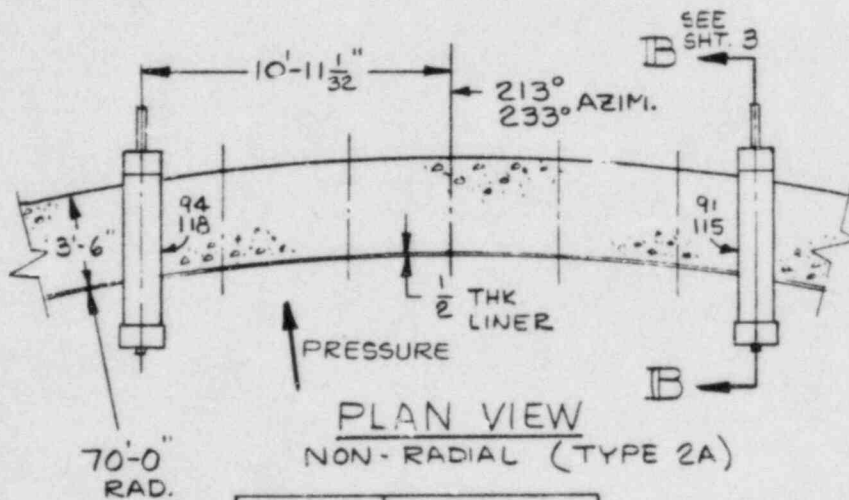 SEE
SHT. 3
B
10'-11 1/32"
213° AZIM.
233°
94
118
91
115
3'-6"
1/2 THK
LINER
PRESSURE
B
PLAN VIEW
NON-RADIAL (TYPE 2A)
70'-0"
RAD.